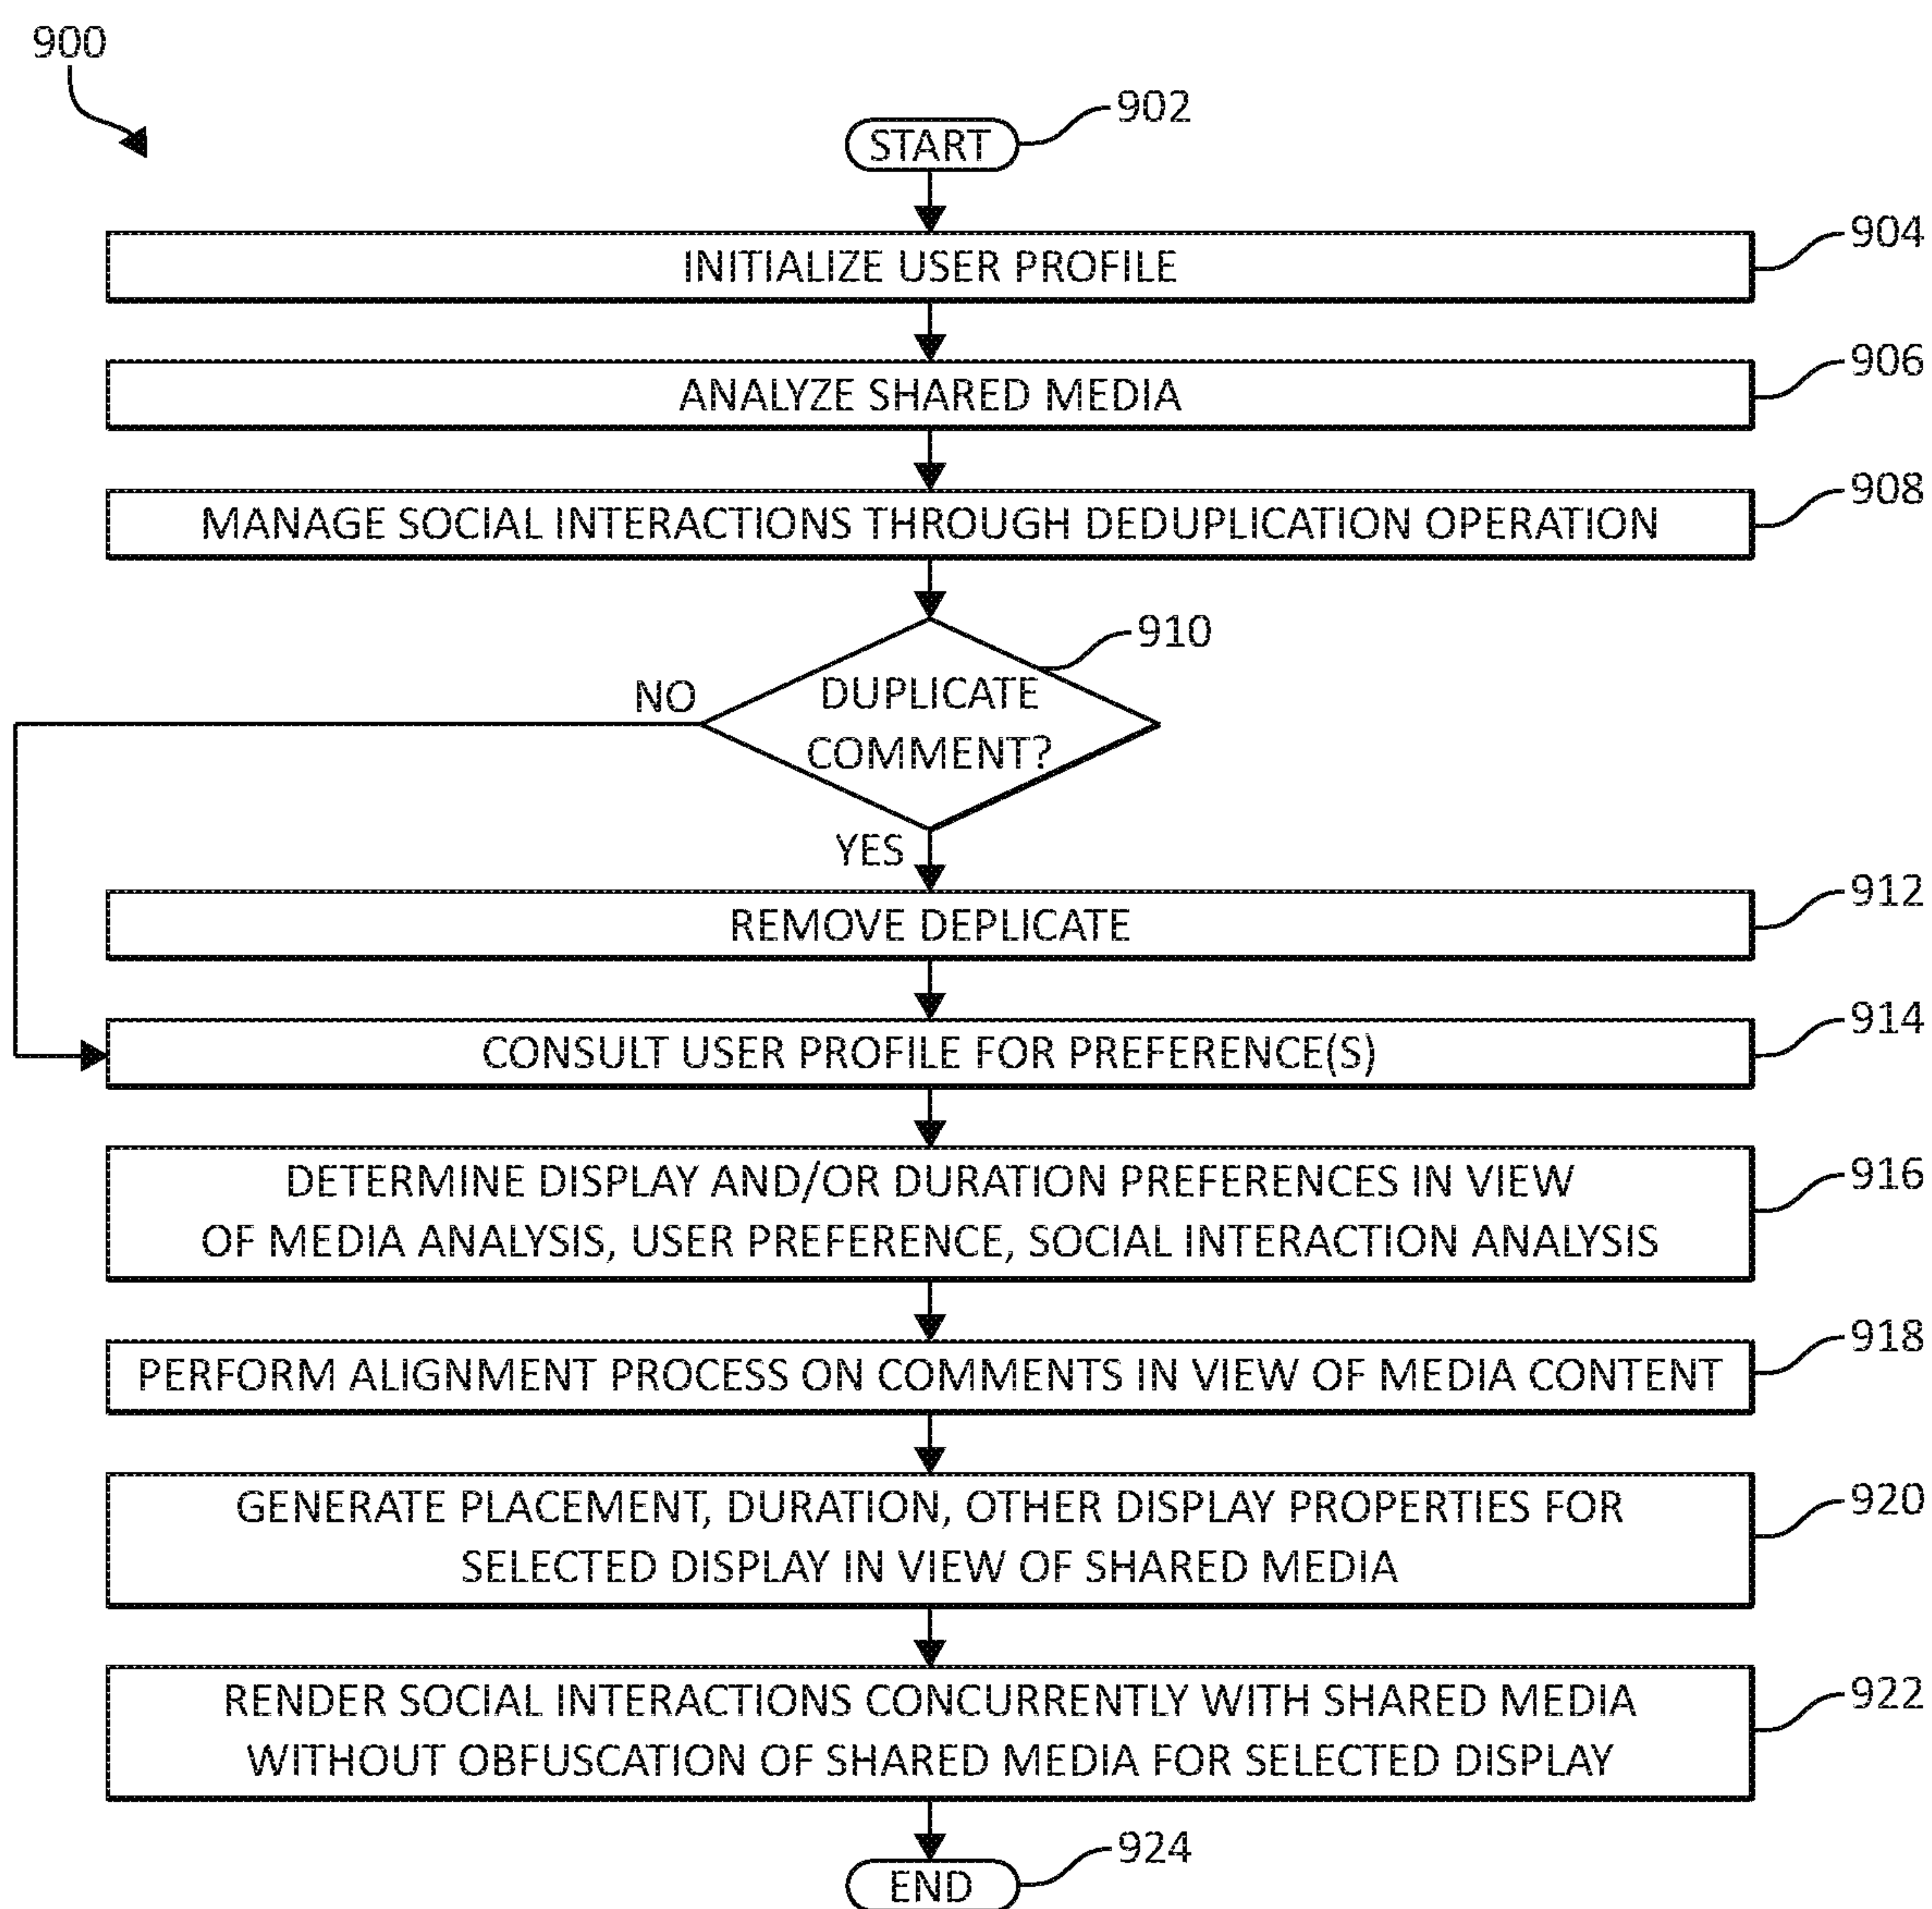 900
902
START
904
INITIALIZE USER PROFILE
906
ANALYZE SHARED MEDIA
908
MANAGE SOCIAL INTERACTIONS THROUGH DEDUPLICATION OPERATION
910
NO
DUPLICATE
COMMENT?
YES
912
REMOVE DEPLICATE
914
CONSULT USER PROFILE FOR PREFERENCE(S)
916
DETERMINE DISPLAY AND/OR DURATION PREFERENCES IN VIEW
OF MEDIA ANALYSIS, USER PREFERENCE, SOCIAL INTERACTION ANALYSIS
918
PERFORM ALIGNMENT PROCESS ON COMMENTS IN VIEW OF MEDIA CONTENT
920
GENERATE PLACEMENT, DURATION, OTHER DISPLAY PROPERTIES FOR
SELECTED DISPLAY IN VIEW OF SHARED MEDIA
922
RENDER SOCIAL INTERACTIONS CONCURRENTLY WITH SHARED MEDIA
WITHOUT OBFUSCATION OF SHARED MEDIA FOR SELECTED DISPLAY
924
END